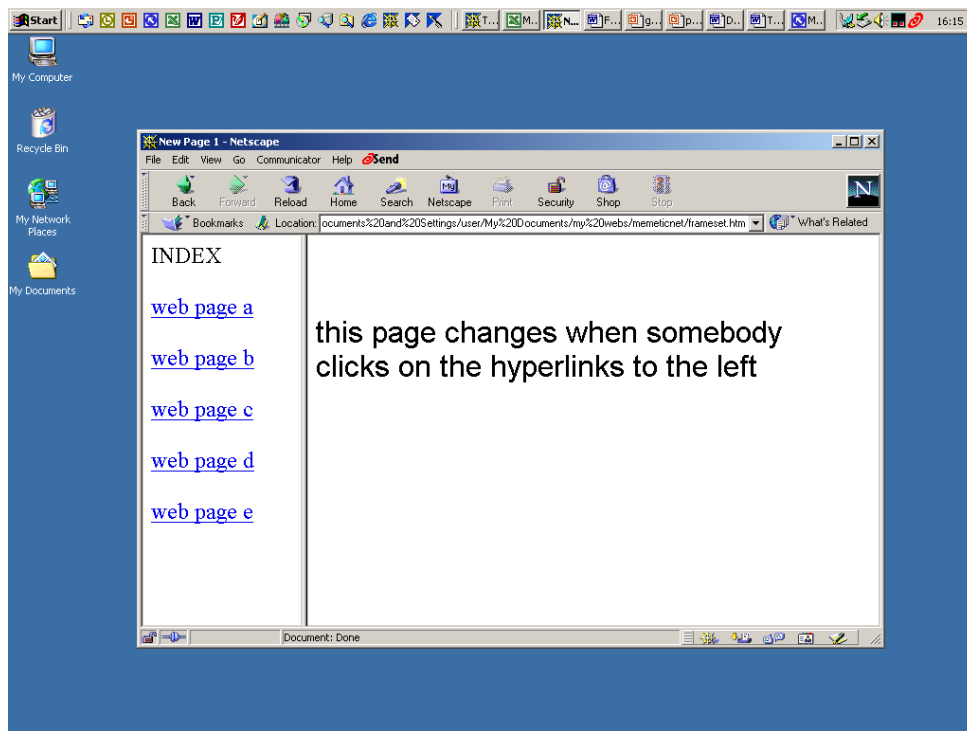 Start T... M.. N... F... g... p... D.. T... M.. 16:15
My Computer
Recycle Bin
My Network
Places
My Documents
New Page 1 - Netscape
File Edit View Go Communicator Help Send
Back Forward Reload Home Search My Netscape Print Security Shop Stop N
Bookmarks Location: ocuments%20and%20Settings/user/My%20Documents/my%20webs/memeticnet/frameset.htm What's Related
INDEX
web page a
web page b
web page c
web page d
web page e
this page changes when somebody
clicks on the hyperlinks to the left
Document: Done